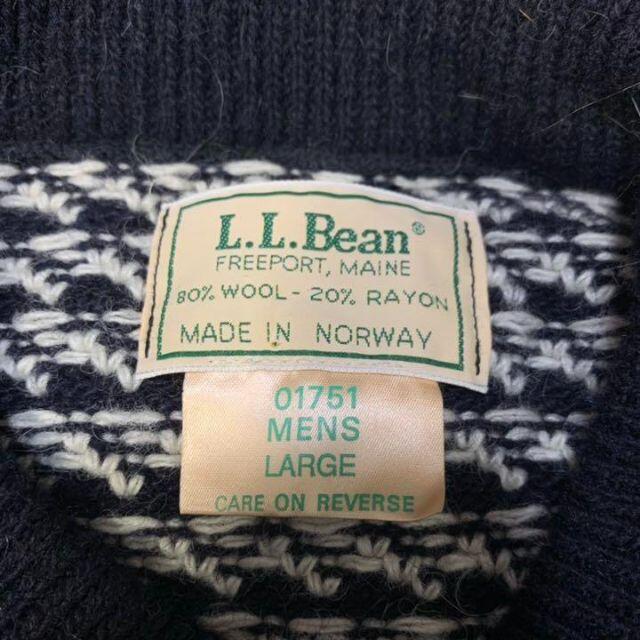 L.L.Bean®
FREEPORT, MAINE
80% WOOL - 20% RAYON
MADE IN NORWAY
01751
MENS
LARGE
CARE ON REVERSE